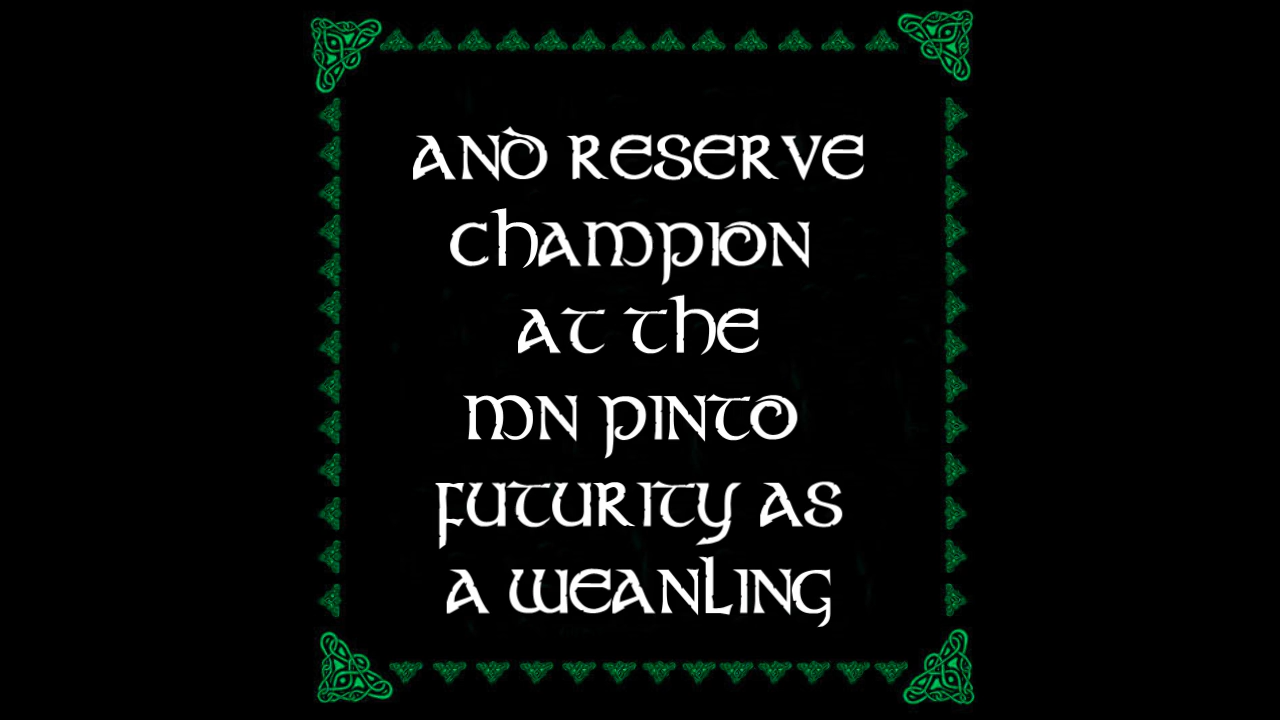 AND RESERVE
CHAMPION
AT THE
MN PINTO
FUTURITY AS
A WEANLING